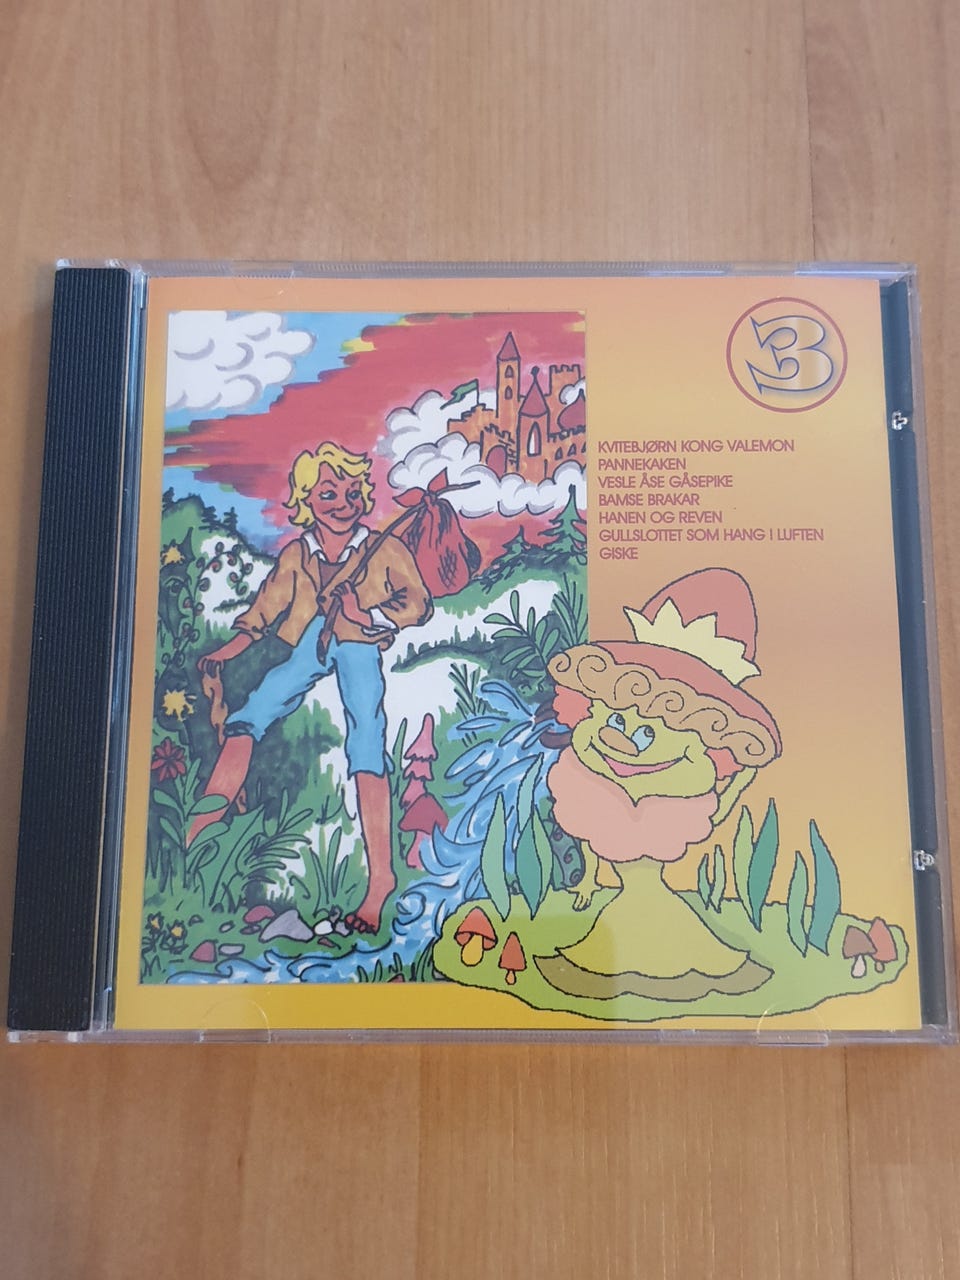 3
KVITEBJØRN KONG VALEMON
PANNEKAKEN
VESLE ÅSE GÅSEPIKE
BAMSE BRAKAR
HANEN OG REVEN
GULLSLOTTET SOM HANG I LUFTEN
GISKE